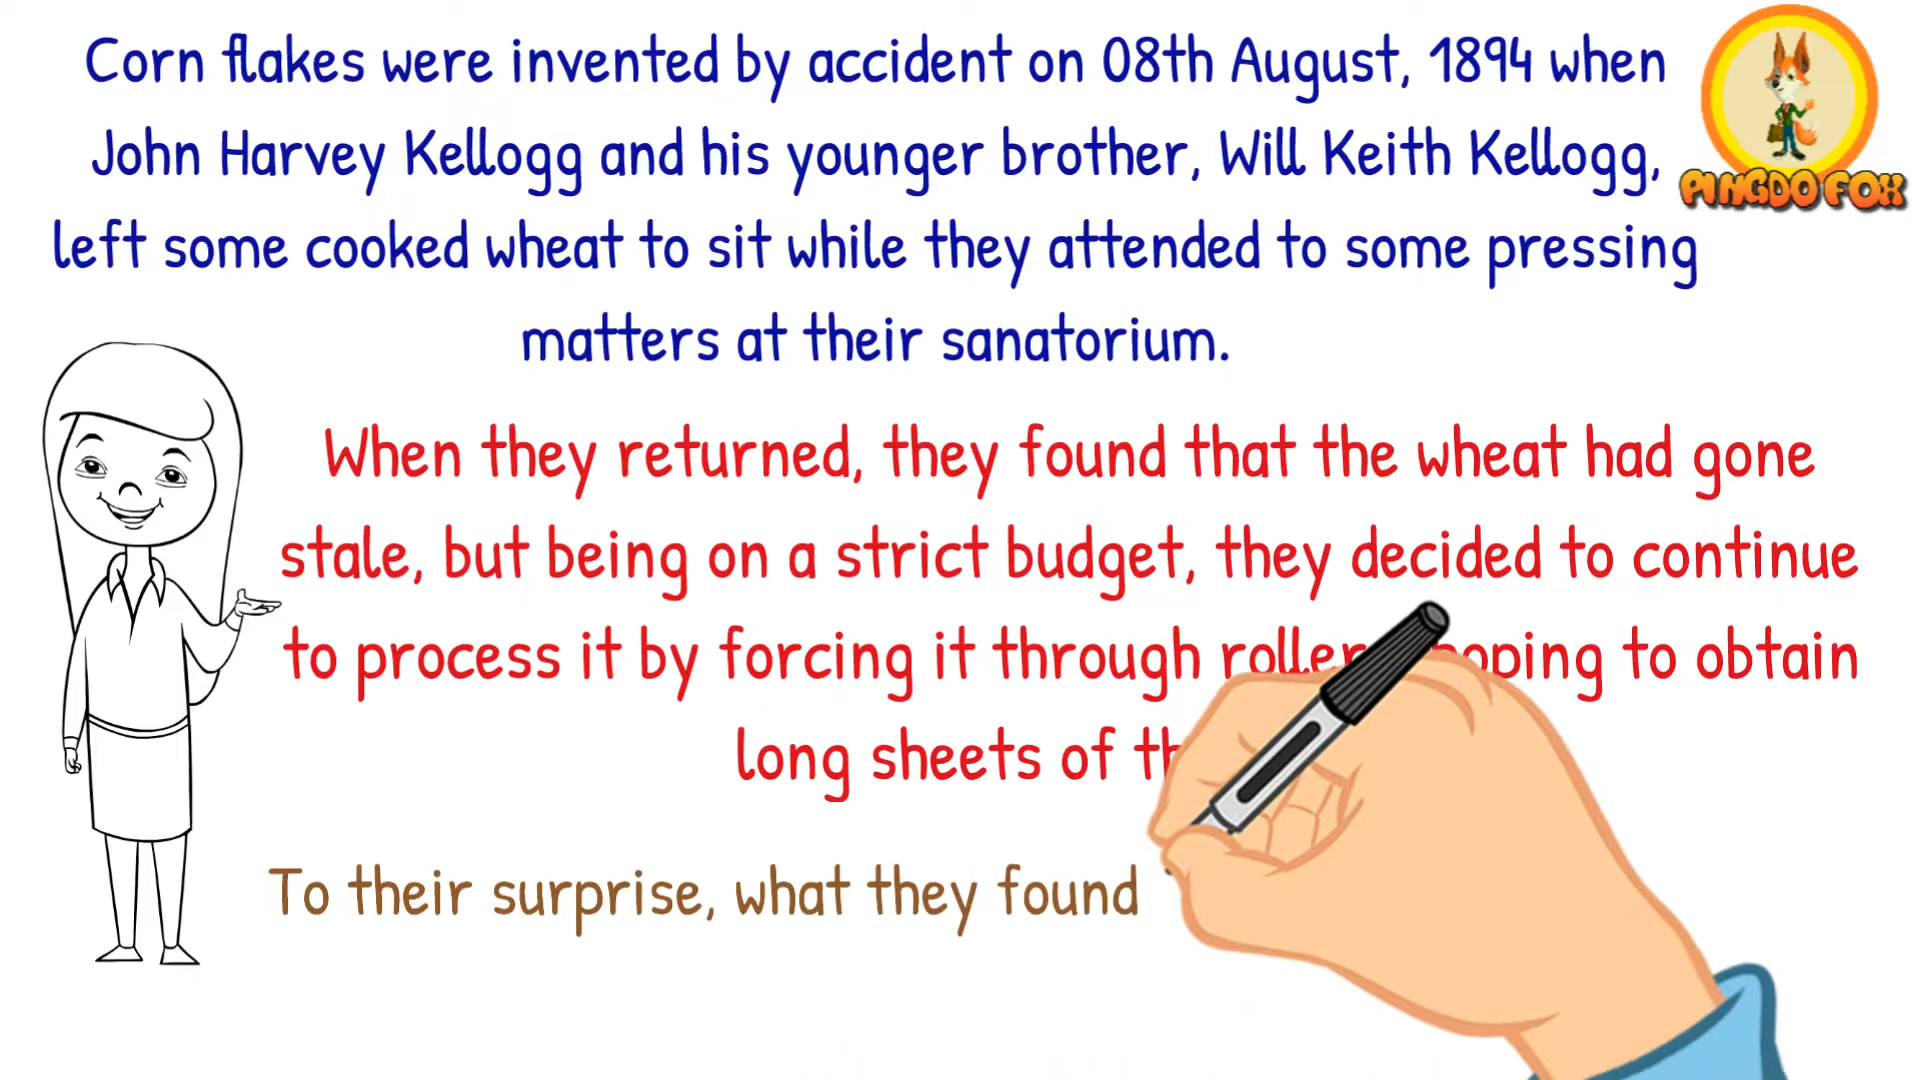 Corn flakes were invented by accident on 08th August, 1894 when
John Harvey Kellogg and his younger brother, Will Keith Kellogg,
left some cooked wheat to sit while they attended to some pressing
matters at their sanatorium.
PINGDO FOX
When they returned, they found that the wheat had gone
stale, but being on a strict budget, they decided to continue
to process it by forcing it through to obtain
long sheets of
To their surprise, what they found